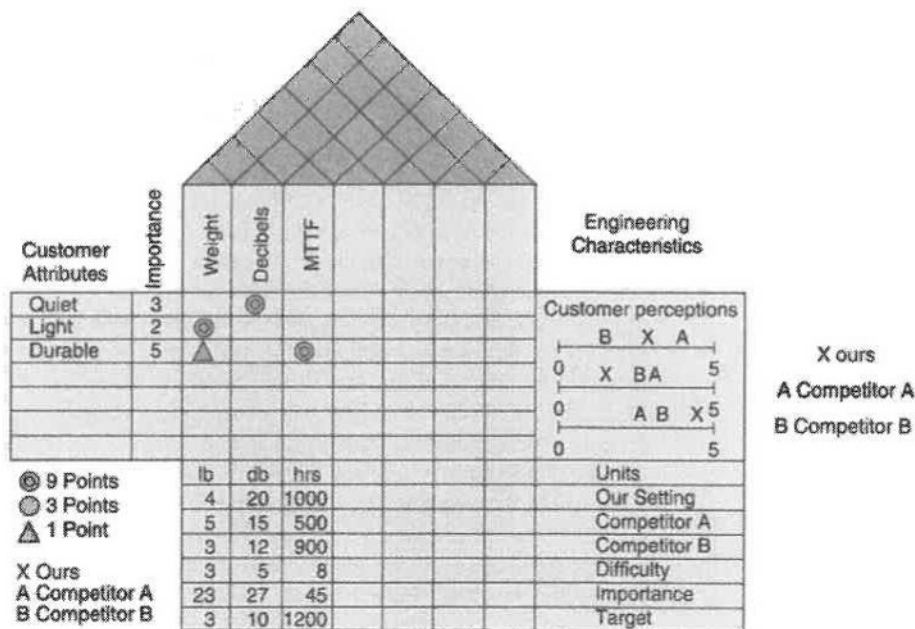 Customer
Attributes
Importance
Weight
Decibels
MTTF
Engineering
Characteristics
Quiet 3
Light 2
Durable 5
Customer perceptions
B X A
0 5
X B A
0 5
A B X
0 5
X ours
A Competitor A
B Competitor B
9 Points
3 Points
1 Point
X Ours
A Competitor A
B Competitor B
lb db hrs Units
4 20 1000 Our Setting
5 15 500 Competitor A
3 12 900 Competitor B
3 5 8 Difficulty
23 27 45 Importance
3 10 1200 Target